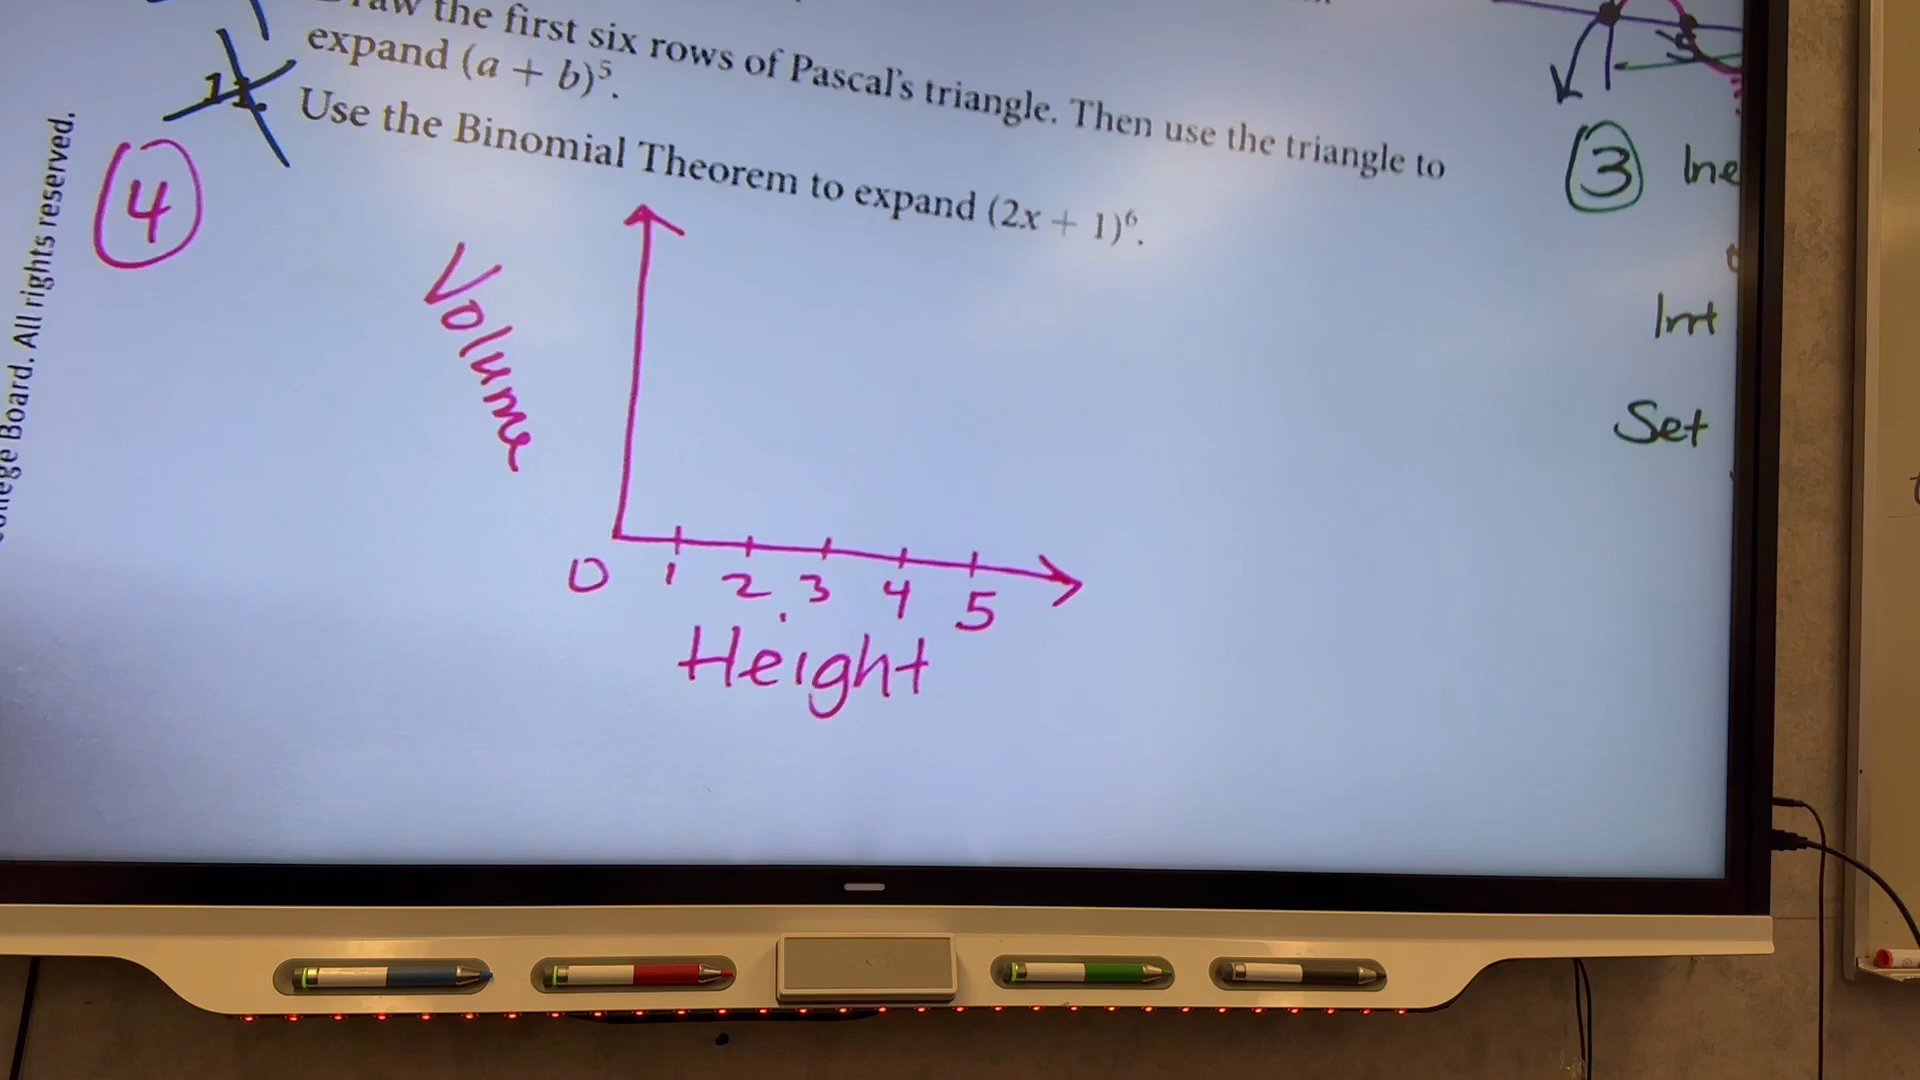 the first six rows of Pascal's triangle. Then use the triangle to
expand (a + b)⁵.
Use the Binomial Theorem to expand (2x + 1)⁶.
4
Volume
0 1 2 3 4 5
Height
3
Int
Set
ge Board. All rights reserved.